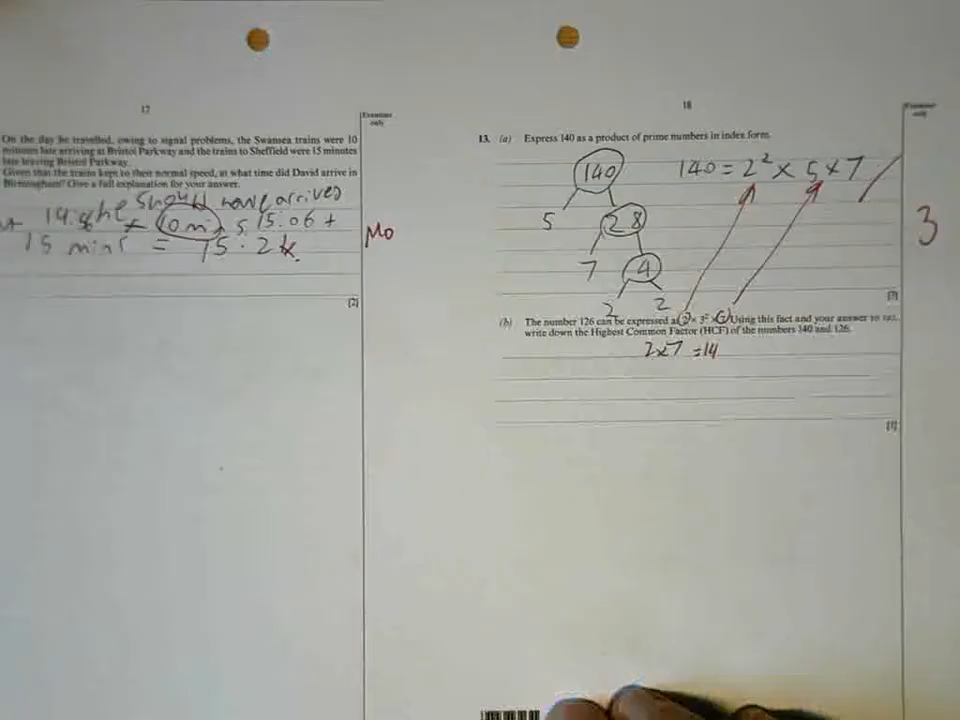 17
Examiner
only
On the day he travelled, owing to signal problems, the Swansea trains were 10
minutes late arriving at Bristol Parkway and the trains to Sheffield were 15 minutes
late leaving Bristol Parkway.
Given that the trains kept to their normal speed, at what time did David arrive in
Birmingham? Give a full explanation for your answer.
he should have arrived
15.06 +
15 mins =
M0
[2]
18
Examiner
only
13. (a) Express 140 as a product of prime numbers in index form.
140
140 = 2² × 5 × 7
5 28
7 4
2 2
3
[3]
(b) The number 126 can be expressed as 2 × 3² × 7. Using this fact and your answer to (a),
write down the Highest Common Factor (HCF) of the numbers 140 and 126.
2×7 =14
[1]